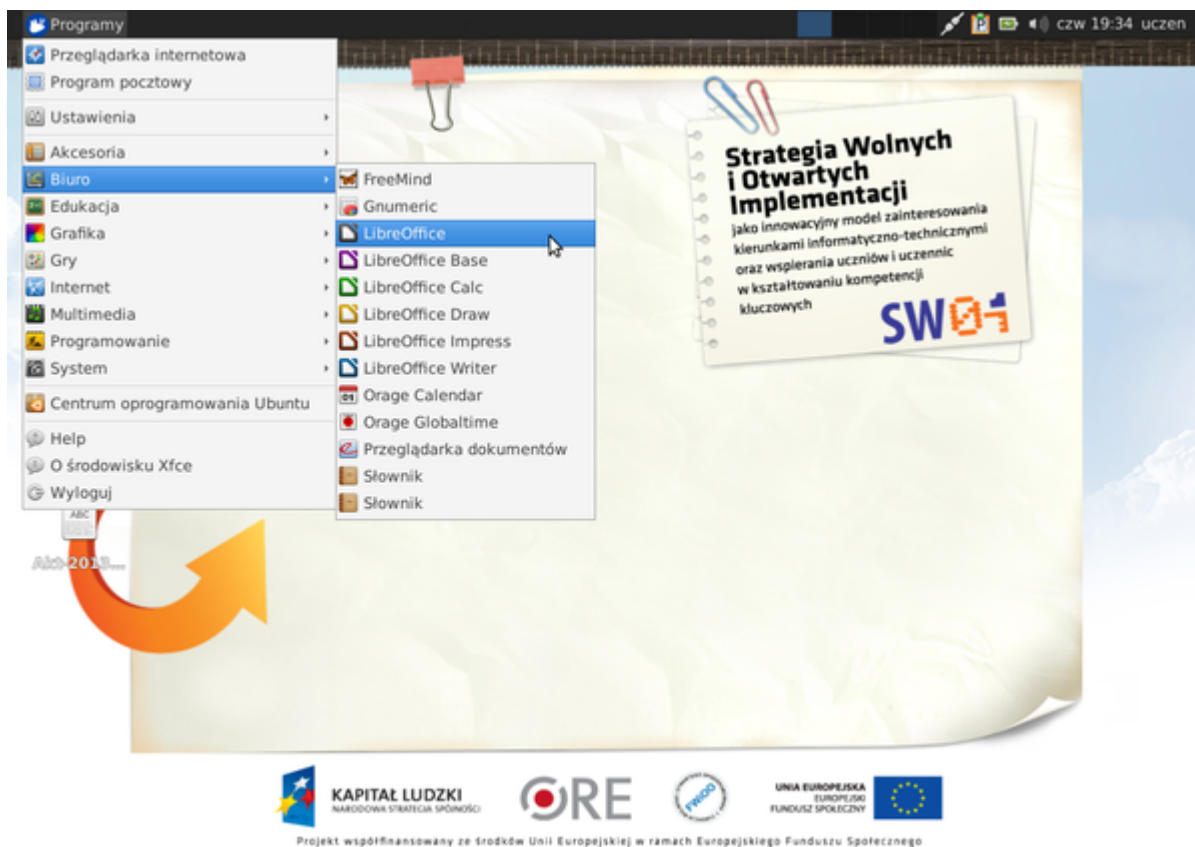 Programy
czw 19:34 uczen
Przeglądarka internetowa
Program pocztowy
Ustawienia
Akcesoria
Biuro
Edukacja
Grafika
Gry
Internet
Multimedia
Programowanie
System
Centrum oprogramowania Ubuntu
Help
O środowisku Xfce
Wyloguj
FreeMind
Gnumeric
LibreOffice
LibreOffice Base
LibreOffice Calc
LibreOffice Draw
LibreOffice Impress
LibreOffice Writer
Orage Calendar
Orage Globaltime
Przeglądarka dokumentów
Słownik
Słownik
ABC
Akt-2013...
Strategia Wolnych
i Otwartych
Implementacji
jako innowacyjny model zainteresowania
kierunkami informatyczno-technicznymi
oraz wspierania uczniów i uczennic
w kształtowaniu kompetencji
kluczowych
SW01
KAPITAŁ LUDZKI
NARODOWA STRATEGIA SPÓJNOŚCI
ORE
FWIOO
UNIA EUROPEJSKA
EUROPEJSKI
FUNDUSZ SPOŁECZNY
Projekt współfinansowany ze środków Unii Europejskiej w ramach Europejskiego Funduszu Społecznego